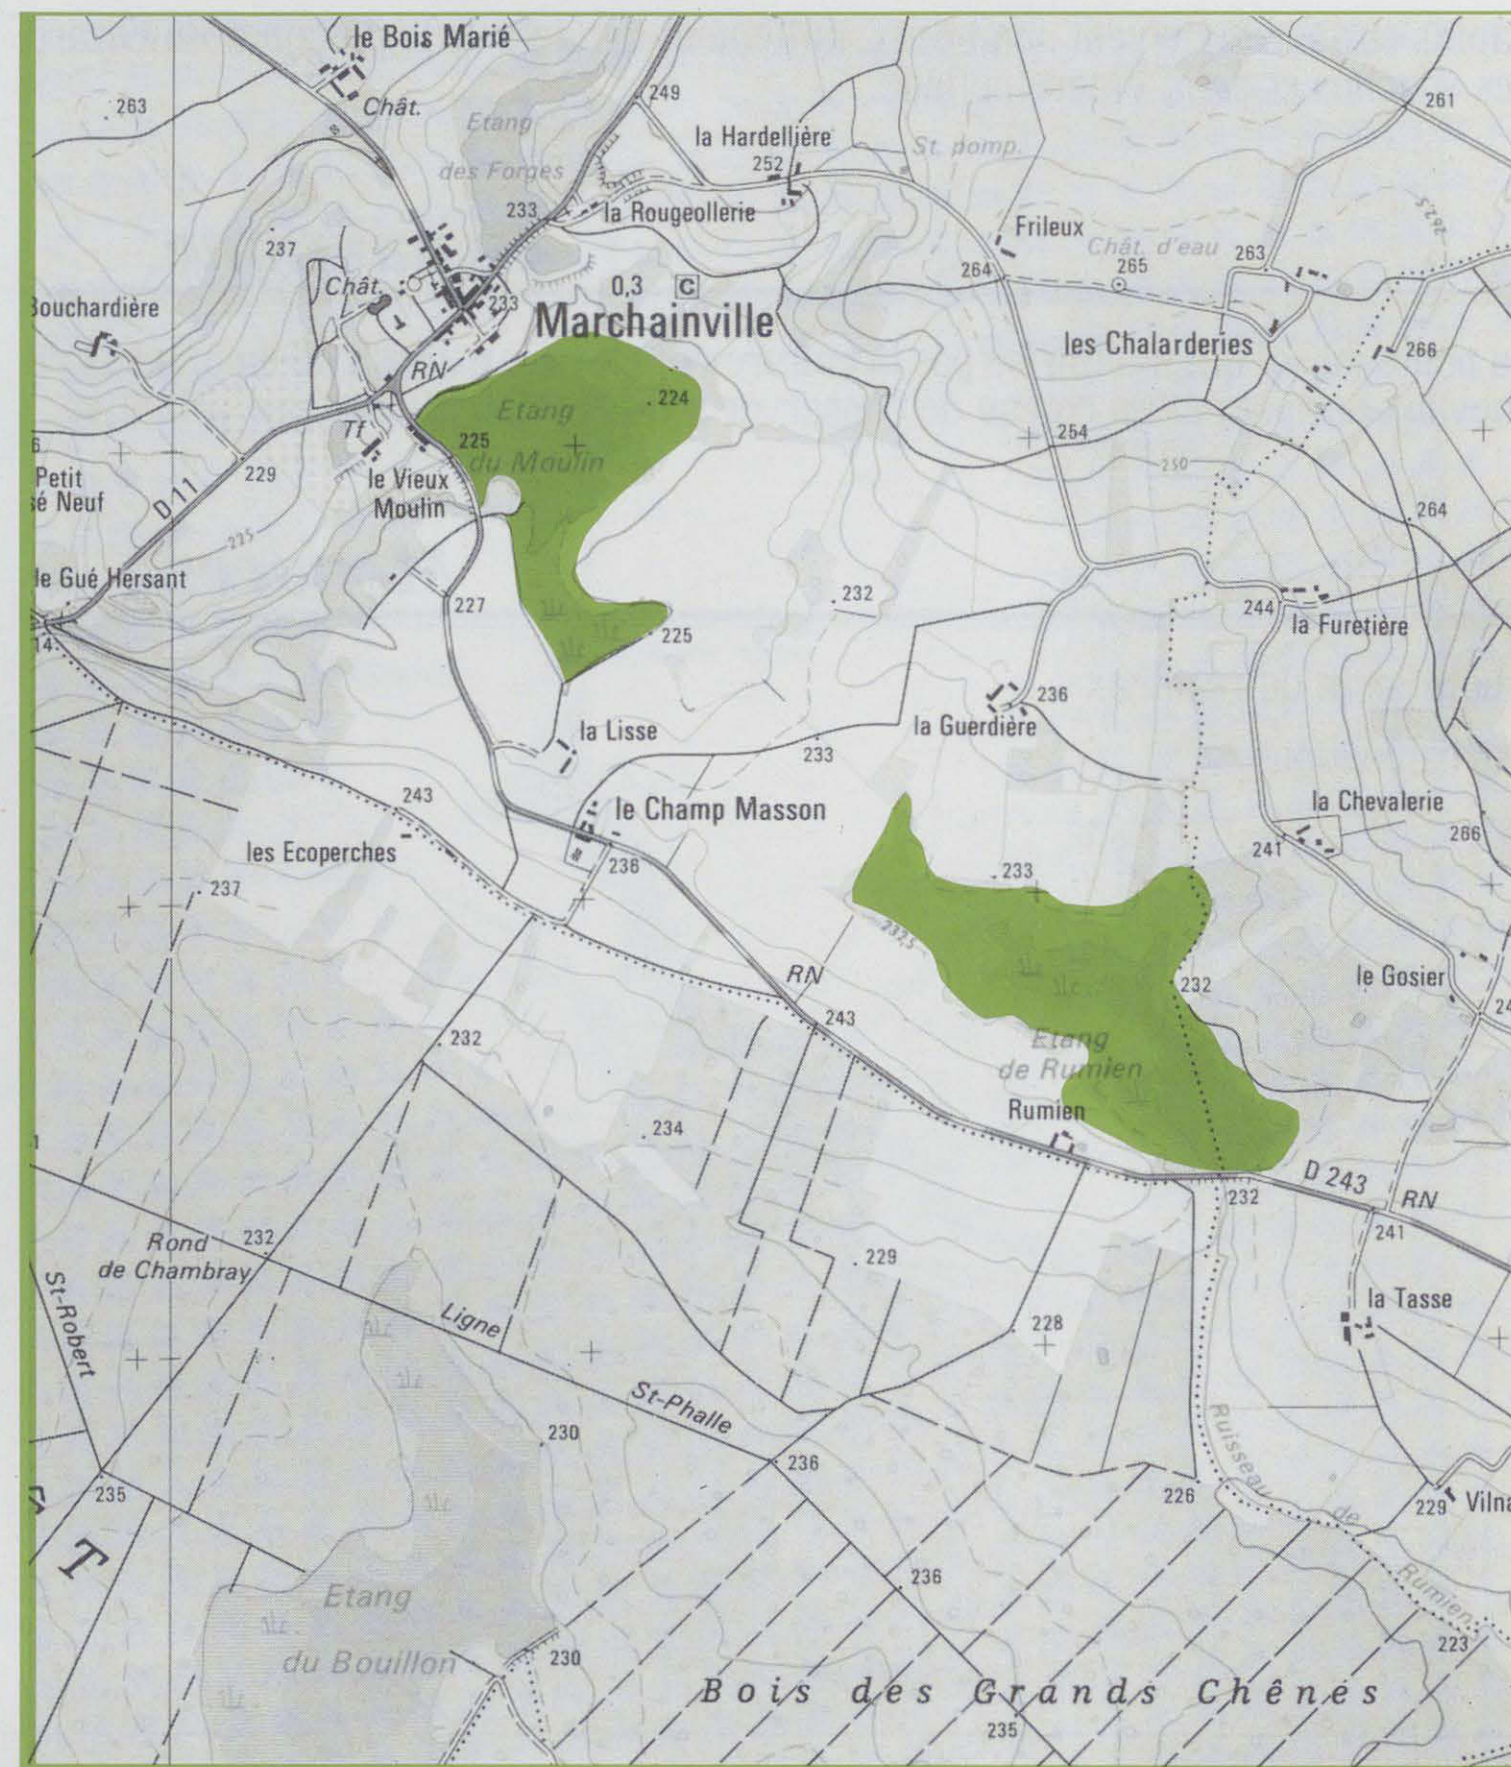 le Bois Marié
249
263
Chât.
261
Etang
la Hardellière
St. pomp.
252
des Forges
233
la Rougeollerie
262,5
Frileux
237
Chât. d'eau
263
264
265
0,3 C
Chât.
233
Bouchardière
Marchainville
les Chalarderies
266
RN
224
Etang
Tf
225
254
du Moulin
250
229
Petit
le Vieux
D 11
Moulin
264
225
le Gué Hersant
232
227
244
225
la Furetière
14
236
la Lisse
la Guerdière
233
243
la Chevalerie
le Champ Masson
266
241
les Ecoperches
236
233
237
232,5
RN
le Gosier
232
243
232
Etang
de Rumien
Rumien
234
D 243
232
RN
241
Rond
232
de Chambray
229
St-Robert
la Tasse
Ligne
228
St-Phalle
230
Ruisseau
236
235
226
229
de
T
236
Rumien
Etang
223
du Bouillon
230
Bois des Grands Chênes
235